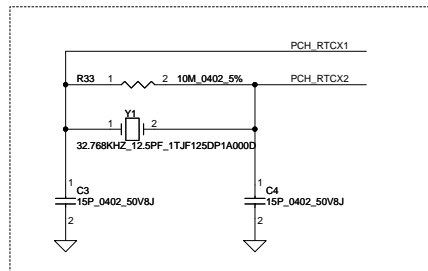 PCH_RTCX1
R33 1 2 10M_0402_5% PCH_RTCX2
Y1
1 2
32.768KHZ_12.5PF_1TJF125DP1A000D
1 1
C3 C4
15P_0402_50V8J 15P_0402_50V8J
2 2